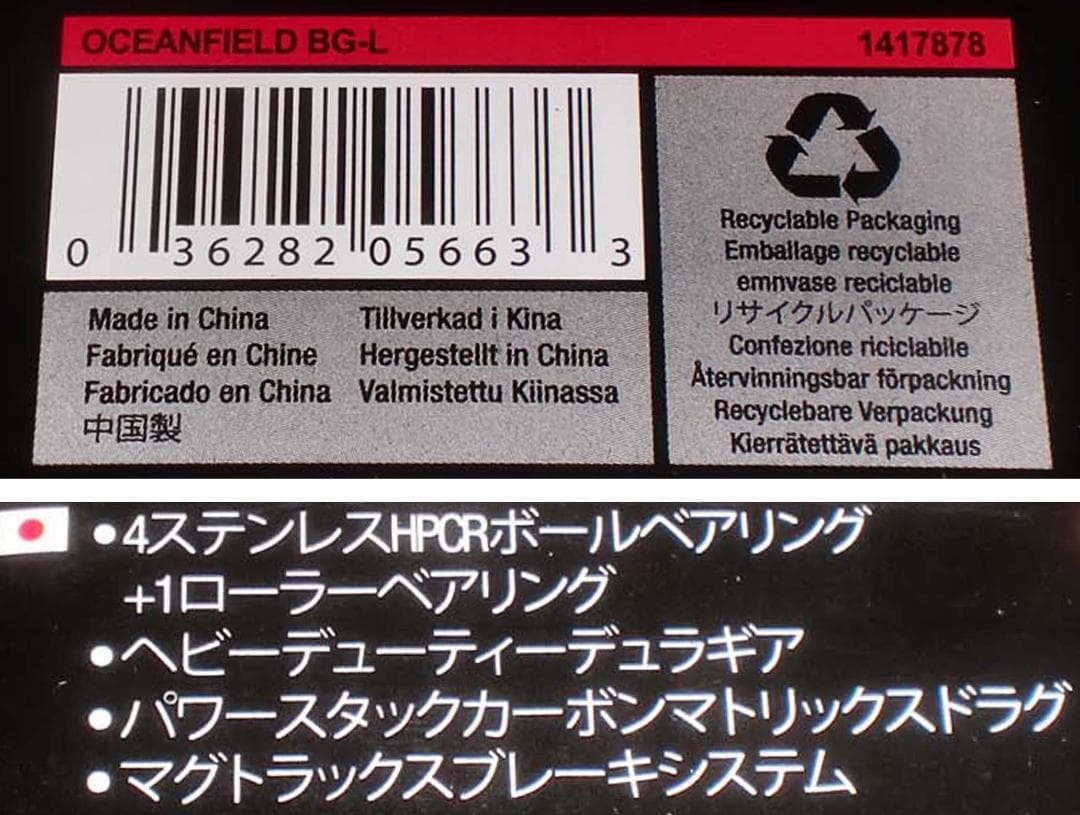 OCEANFIELD BG-L 1417878
0 36282 05663 3
Made in China Tillverkad i Kina
Fabriqué en Chine Hergestellt in China
Fabricado en China Valmistettu Kiinassa
中国製
Recyclable Packaging
Emballage recyclable
emnvase reciclable
リサイクルパッケージ
Confezione riciclabile
Återvinningsbar förpackning
Recyclebare Verpackung
Kierrätettävä pakkaus
●4ステンレスHPCRボールベアリング
+1ローラーベアリング
●ヘビーデューティーデュラギア
●パワースタックカーボンマトリックスドラグ
●マグトラックスブレーキシステム